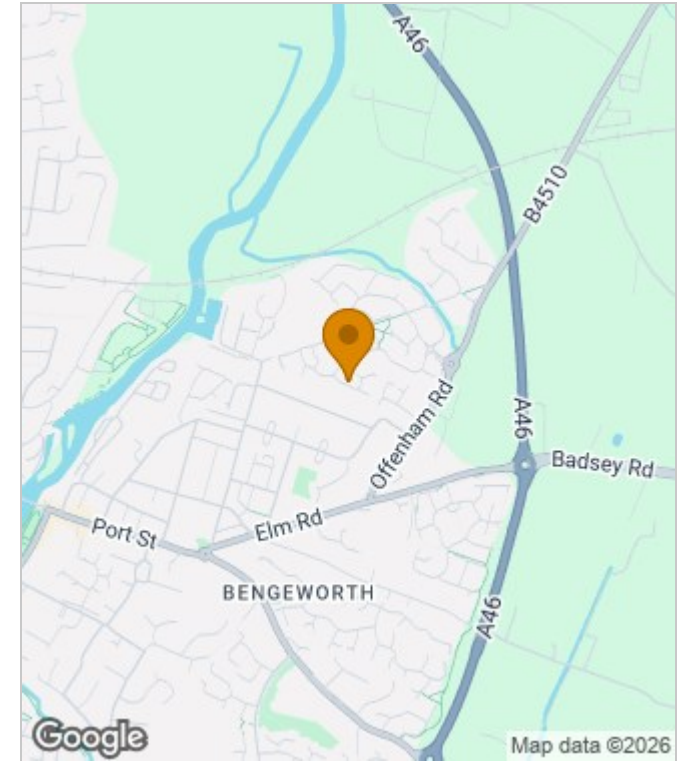 A46
B4510
A46
Offenham Rd
Badsey Rd
Port St
Elm Rd
BENGEWORTH
A46
Google
Map data ©2026